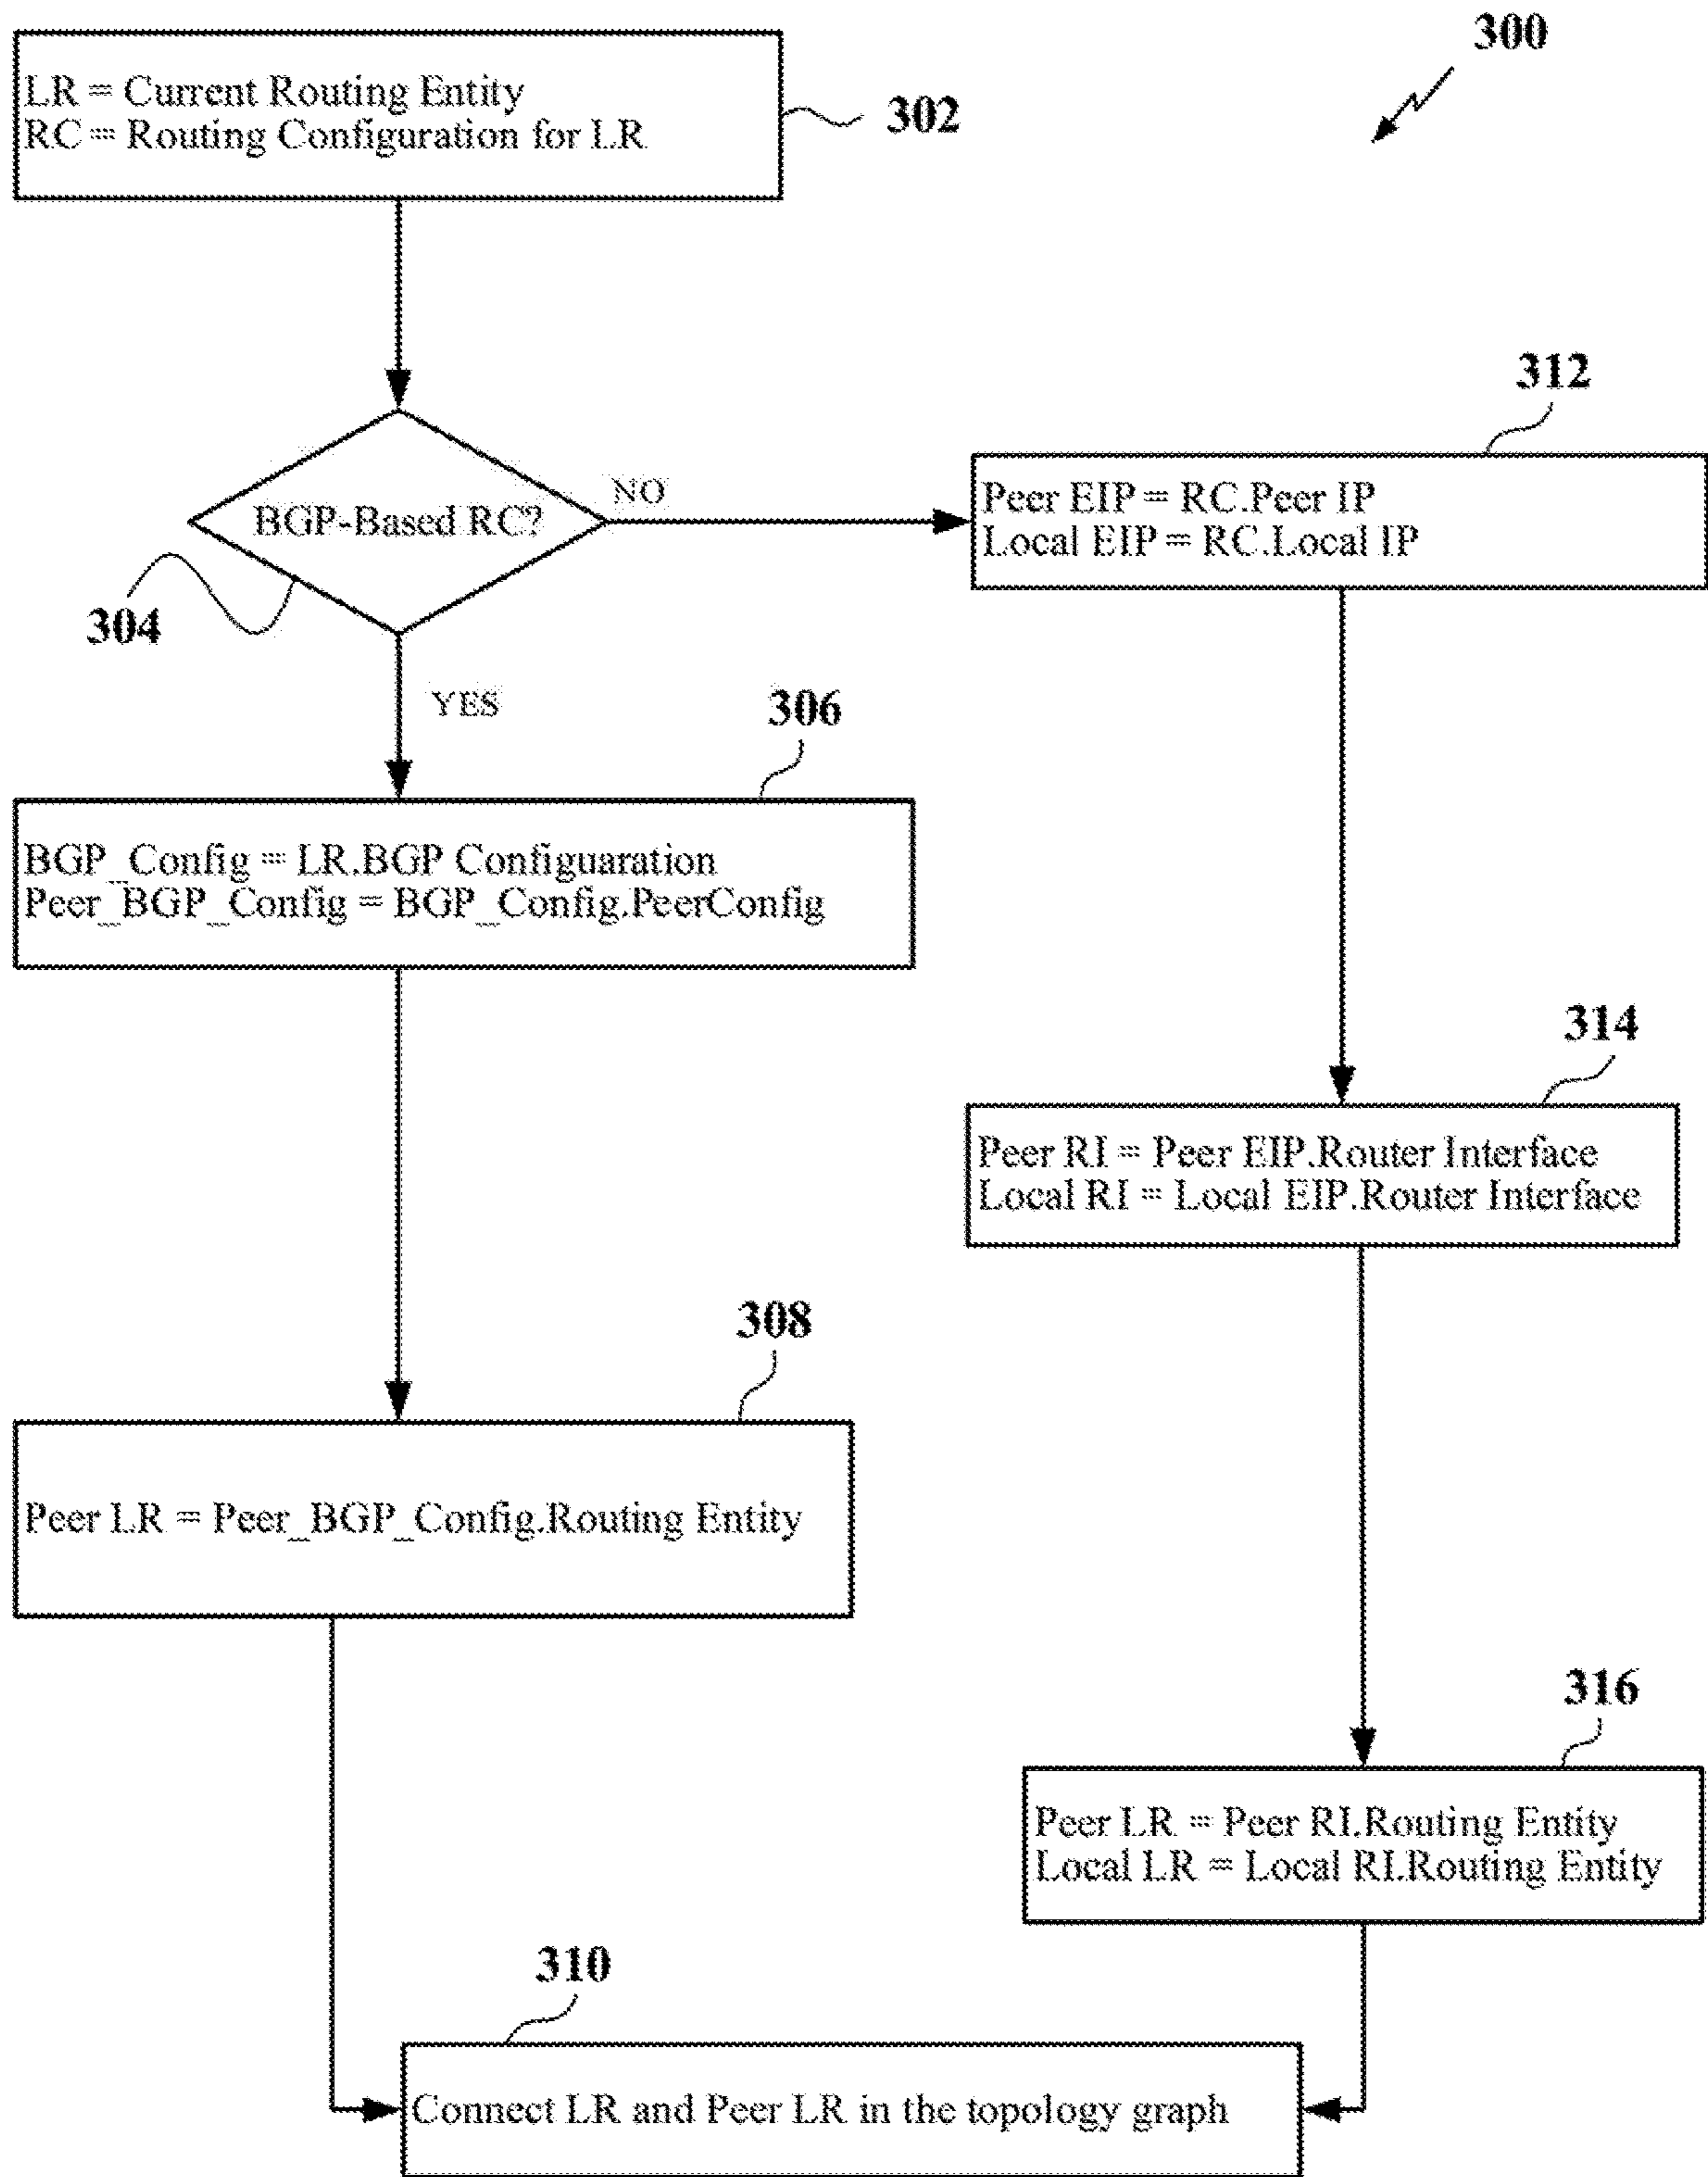 300
LR = Current Routing Entity
RC = Routing Configuration for LR
302
BGP-Based RC?
304
NO
YES
312
Peer EIP = RC.Peer IP
Local EIP = RC.Local IP
306
BGP_Config = LR.BGP Configuaration
Peer_BGP_Config = BGP_Config.PeerConfig
314
Peer RI = Peer EIP.Router Interface
Local RI = Local EIP.Router Interface
308
Peer LR = Peer_BGP_Config.Routing Entity
316
Peer LR = Peer RI.Routing Entity
Local LR = Local RI.Routing Entity
310
Connect LR and Peer LR in the topology graph